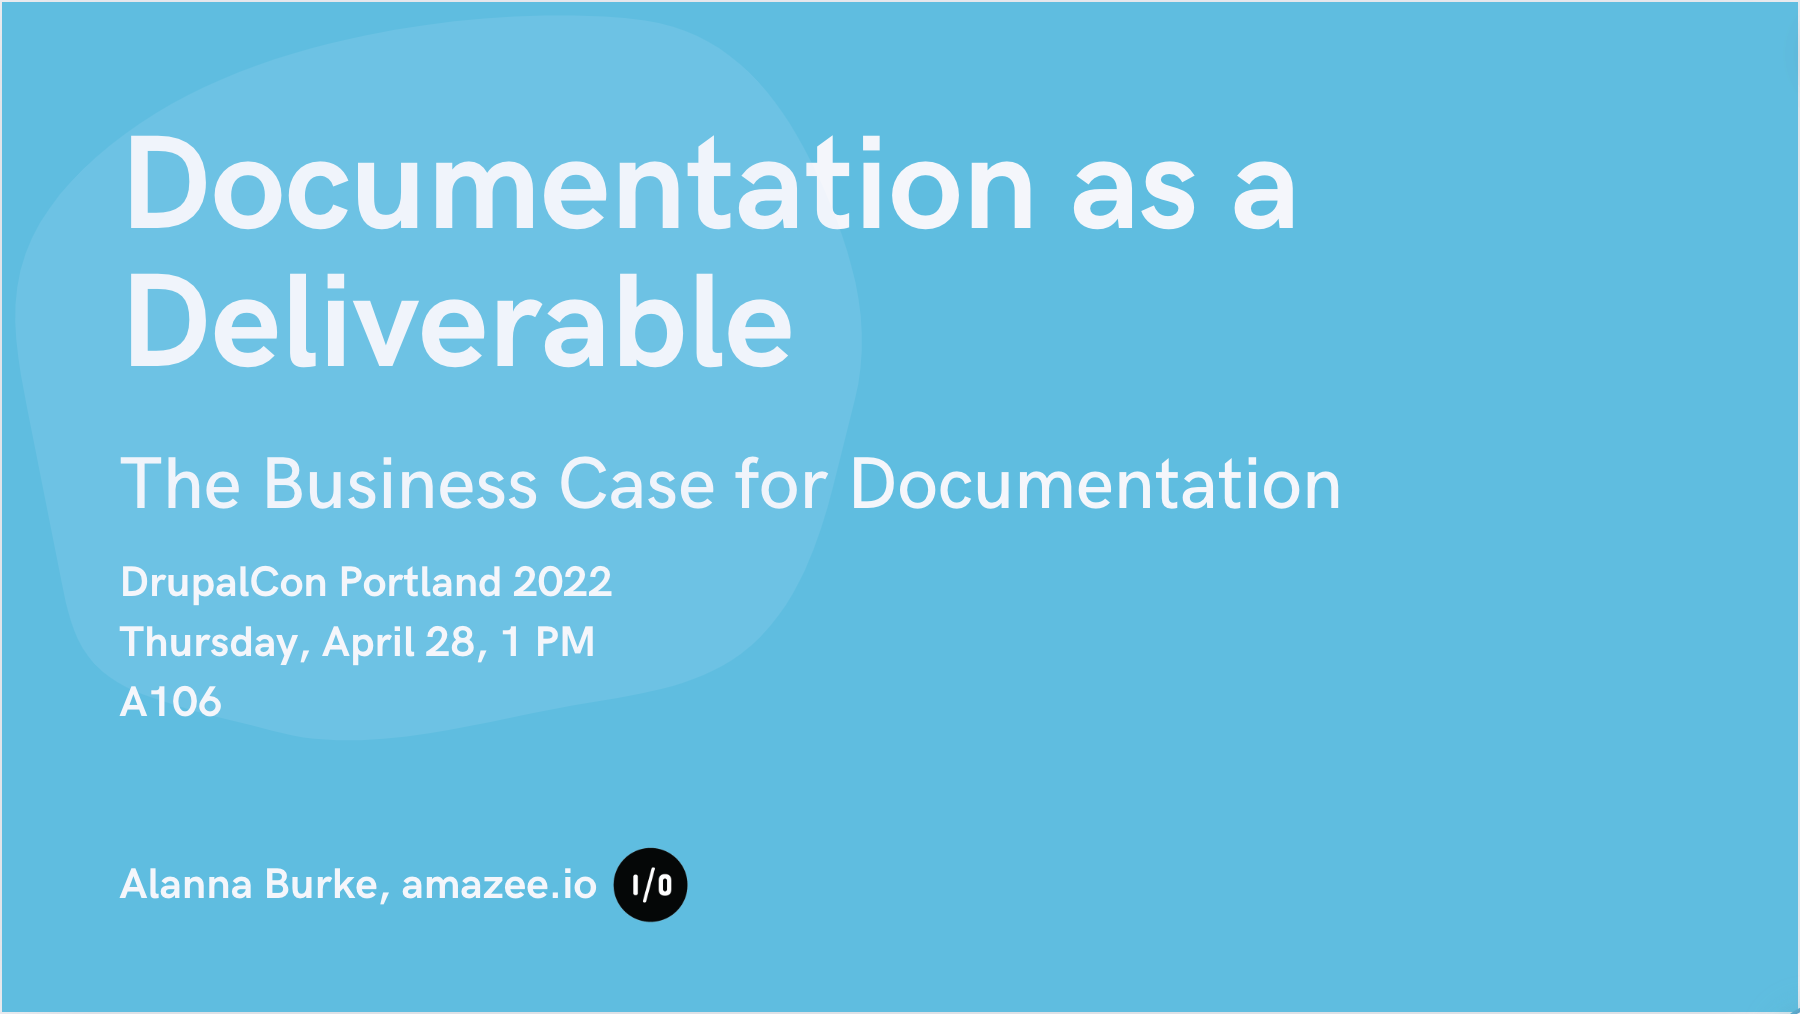 Documentation as a
Deliverable
The Business Case for Documentation
DrupalCon Portland 2022
Thursday, April 28, 1 PM
A106
Alanna Burke, amazee.io
I/O